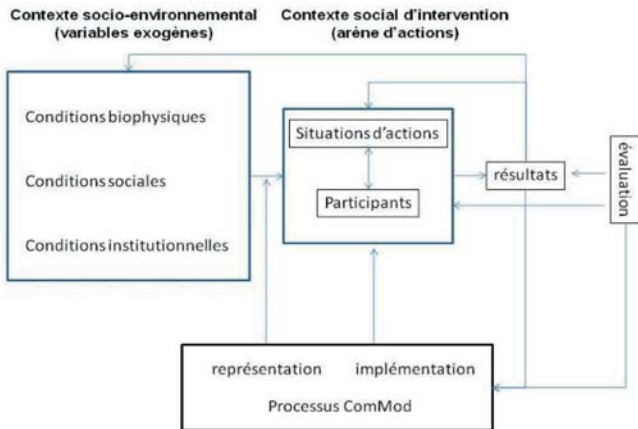 Contexte socio-environnemental
(variables exogènes)
Contexte social d'intervention
(arène d'actions)
Conditions biophysiques
Conditions sociales
Conditions institutionnelles
Situations d'actions
Participants
résultats
évaluation
représentation
implémentation
Processus ComMod